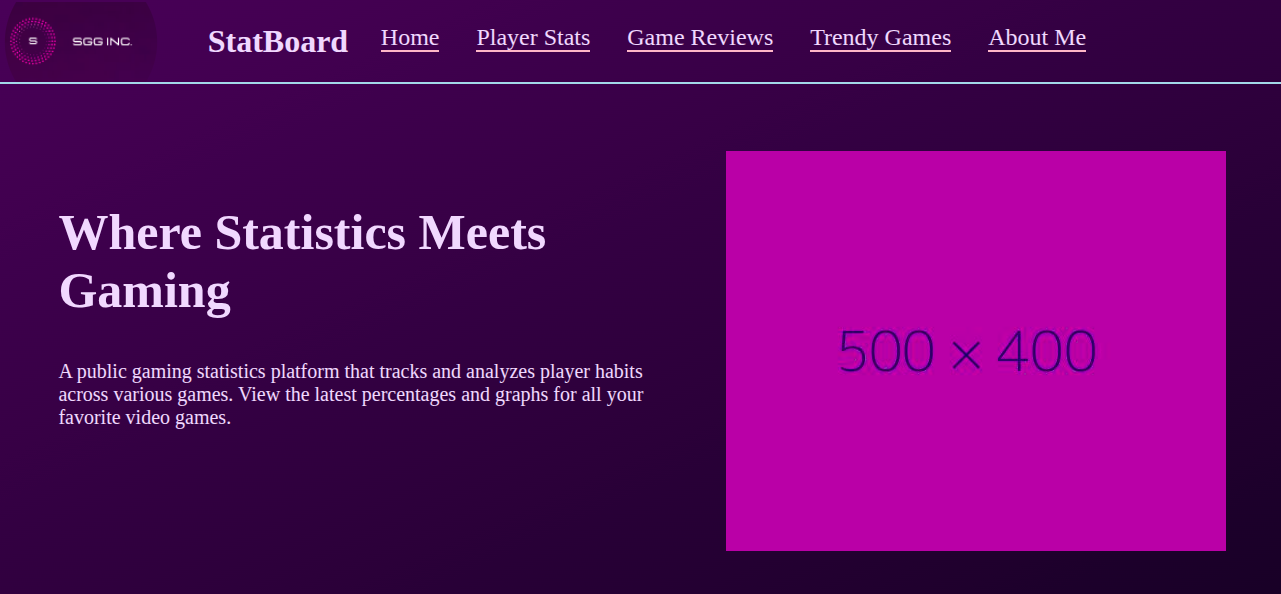 S SGG INC. StatBoard Home Player Stats Game Reviews Trendy Games About Me
Where Statistics Meets
Gaming
A public gaming statistics platform that tracks and analyzes player habits
across various games. View the latest percentages and graphs for all your
favorite video games.
500 × 400